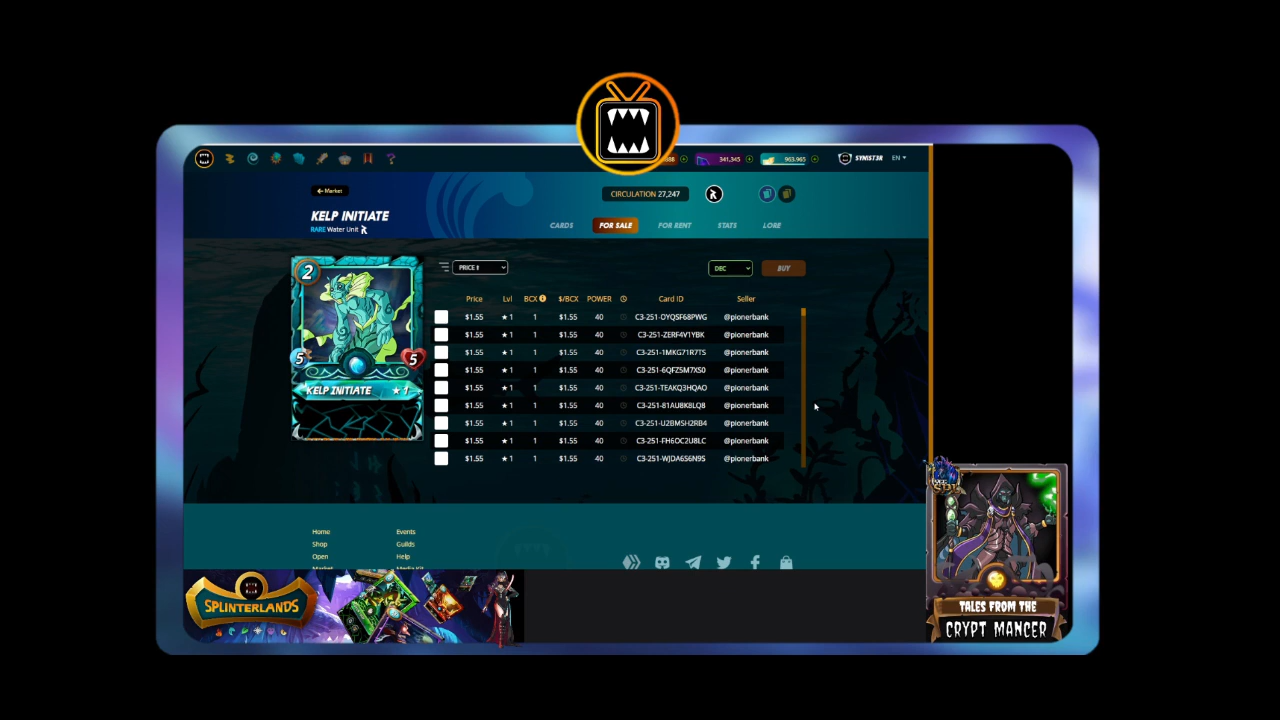 341,345
963.965
SYNIST3R
EN
Market
CIRCULATION 27,247
KELP INITIATE
RARE Water Unit
CARDS FOR SALE FOR RENT STATS LORE
2
5 5
KELP INITIATE ★ 1
PRICE
DEC
BUY
Price Lvl BCX $/BCX POWER Card ID Seller
$1.55 ★ 1 1 $1.55 40 C3-251-OYQSF68PWG @pionerbank
$1.55 ★ 1 1 $1.55 40 C3-251-ZERF4V1YBK @pionerbank
$1.55 ★ 1 1 $1.55 40 C3-251-1MKG71R7TS @pionerbank
$1.55 ★ 1 1 $1.55 40 C3-251-6QFZ5M7XS0 @pionerbank
$1.55 ★ 1 1 $1.55 40 C3-251-TEAKQ3HQAO @pionerbank
$1.55 ★ 1 1 $1.55 40 C3-251-81AU8K8LQ8 @pionerbank
$1.55 ★ 1 1 $1.55 40 C3-251-U2BMSH2RB4 @pionerbank
$1.55 ★ 1 1 $1.55 40 C3-251-FH6OC2U8LC @pionerbank
$1.55 ★ 1 1 $1.55 40 C3-251-WJDA6S6N9S @pionerbank
Home Events
Shop Guilds
Open Help
Market Media Kit
SPLINTERLANDS
TALES FROM THE
CRYPT MANCER